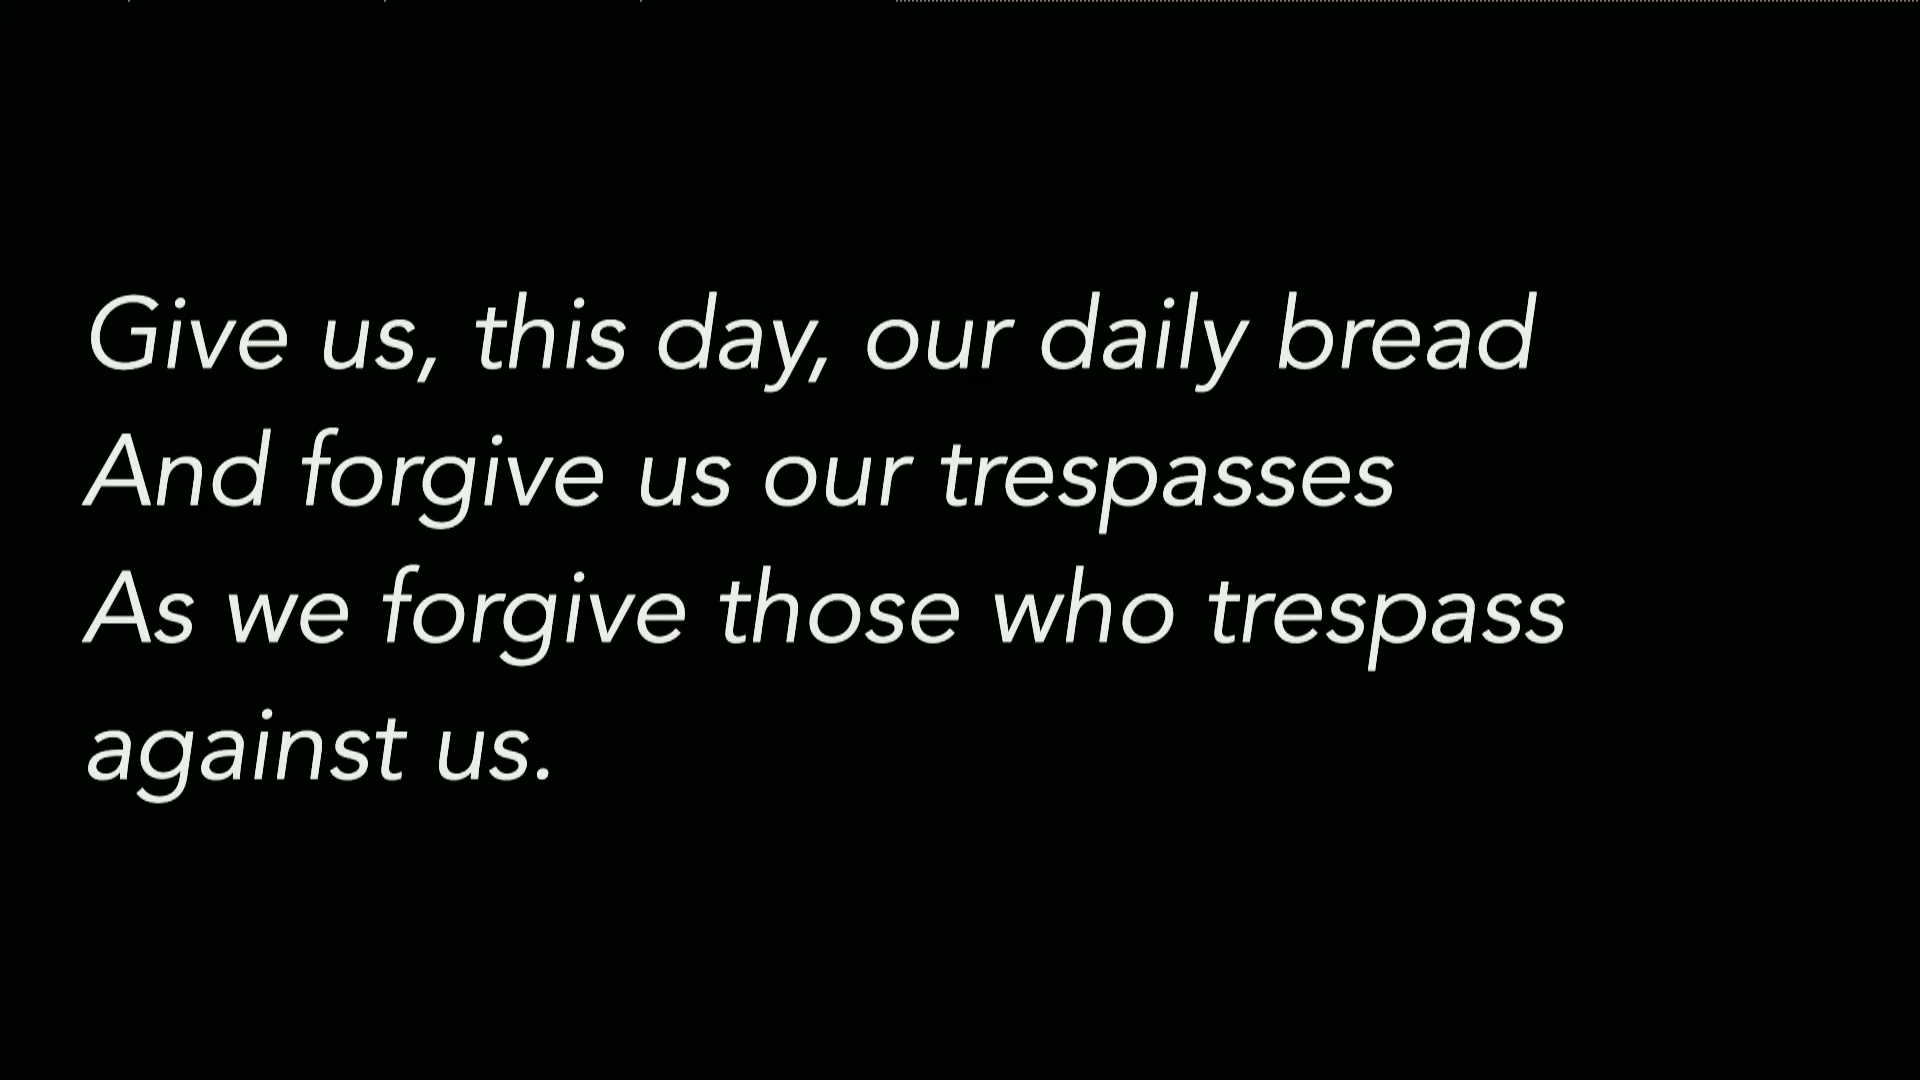 Give us, this day, our daily bread
And forgive us our trespasses
As we forgive those who trespass
against us.